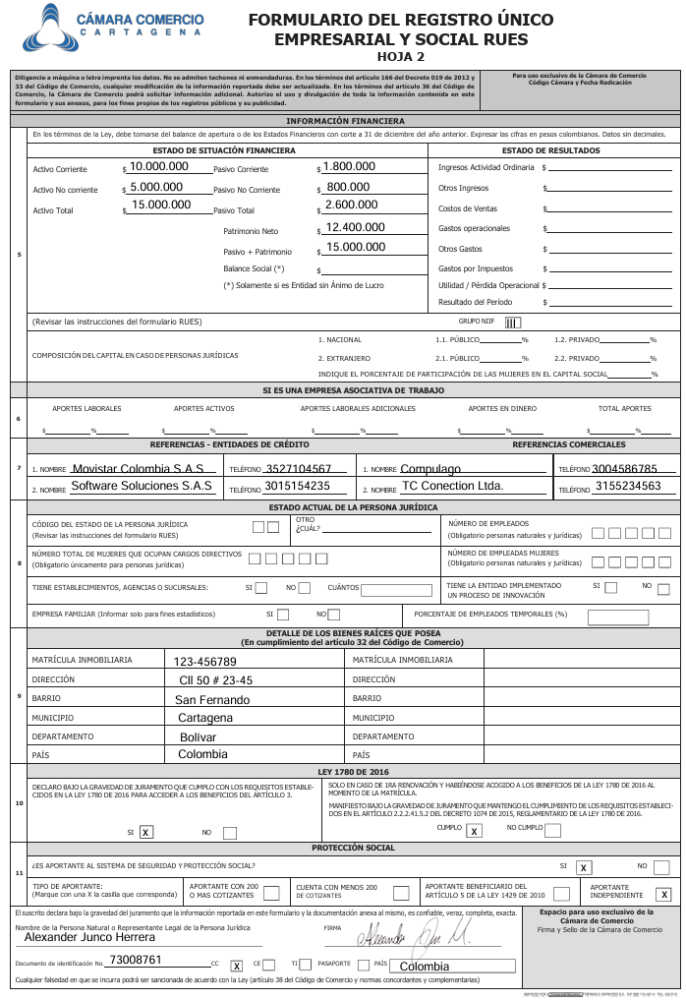 CÁMARA COMERCIO
CARTAGENA
FORMULARIO DEL REGISTRO ÚNICO
EMPRESARIAL Y SOCIAL RUES
HOJA 2
Diligencie a máquina o letra imprenta los datos. No se admiten tachones ni enmendaduras. En los términos del artículo 166 del Decreto 019 de 2012 y
33 del Código de Comercio, cualquier modificación de la información reportada debe ser actualizada. En los términos del artículo 36 del Código de
Comercio, la Cámara de Comercio podrá solicitar información adicional. Autorizo el uso y divulgación de toda la información contenida en este
formulario y sus anexos, para los fines propios de los registros públicos y su publicidad.
Para uso exclusivo de la Cámara de Comercio
Código Cámara y Fecha Radicación
INFORMACIÓN FINANCIERA
En los términos de la Ley, debe tomarse del balance de apertura o de los Estados Financieros con corte a 31 de diciembre del año anterior. Expresar las cifras en pesos colombianos. Datos sin decimales.
5
ESTADO DE SITUACIÓN FINANCIERA
Activo Corriente $ 10.000.000 Pasivo Corriente $ 1.800.000
Activo No corriente $ 5.000.000 Pasivo No Corriente $ 800.000
Activo Total $ 15.000.000 Pasivo Total $ 2.600.000
Patrimonio Neto $ 12.400.000
Pasivo + Patrimonio $ 15.000.000
Balance Social (*) $
(*) Solamente si es Entidad sin Ánimo de Lucro
ESTADO DE RESULTADOS
Ingresos Actividad Ordinaria $
Otros Ingresos $
Costos de Ventas $
Gastos operacionales $
Otros Gastos $
Gastos por Impuestos $
Utilidad / Pérdida Operacional $
Resultado del Período $
(Revisar las instrucciones del formulario RUES) GRUPO NIIF III
COMPOSICIÓN DEL CAPITAL EN CASO DE PERSONAS JURÍDICAS
1. NACIONAL 1.1. PÚBLICO % 1.2. PRIVADO %
2. EXTRANJERO 2.1. PÚBLICO % 2.2. PRIVADO %
INDIQUE EL PORCENTAJE DE PARTICIPACIÓN DE LAS MUJERES EN EL CAPITAL SOCIAL %
SI ES UNA EMPRESA ASOCIATIVA DE TRABAJO
6
APORTES LABORALES APORTES ACTIVOS APORTES LABORALES ADICIONALES APORTES EN DINERO TOTAL APORTES
$ % $ % $ % $ % $ %
REFERENCIAS - ENTIDADES DE CRÉDITO REFERENCIAS COMERCIALES
7
1. NOMBRE Movistar Colombia S.A.S TELÉFONO 3527104567 1. NOMBRE Compulago TELÉFONO 3004586785
2. NOMBRE Software Soluciones S.A.S TELÉFONO 3015154235 2. NOMBRE TC Conection Ltda. TELÉFONO 3155234563
ESTADO ACTUAL DE LA PERSONA JURÍDICA
8
CÓDIGO DEL ESTADO DE LA PERSONA JURÍDICA
(Revisar las instrucciones del formulario RUES)
OTRO
¿CUÁL?
NÚMERO DE EMPLEADOS
(Obligatorio personas naturales y jurídicas)
NÚMERO TOTAL DE MUJERES QUE OCUPAN CARGOS DIRECTIVOS
(Obligatorio únicamente para personas jurídicas)
NÚMERO DE EMPLEADAS MUJERES
(Obligatorio personas naturales y jurídicas)
TIENE ESTABLECIMIENTOS, AGENCIAS O SUCURSALES: SI NO CUÁNTOS
TIENE LA ENTIDAD IMPLEMENTADO
UN PROCESO DE INNOVACIÓN SI NO
EMPRESA FAMILIAR (Informar solo para fines estadísticos) SI NO PORCENTAJE DE EMPLEADOS TEMPORALES (%)
DETALLE DE LOS BIENES RAÍCES QUE POSEA
(En cumplimiento del artículo 32 del Código de Comercio)
9
MATRÍCULA INMOBILIARIA 123-456789 MATRÍCULA INMOBILIARIA
DIRECCIÓN Cll 50 # 23-45 DIRECCIÓN
BARRIO San Fernando BARRIO
MUNICIPIO Cartagena MUNICIPIO
DEPARTAMENTO Bolívar DEPARTAMENTO
PAÍS Colombia PAÍS
LEY 1780 DE 2016
10
DECLARO BAJO LA GRAVEDAD DE JURAMENTO QUE CUMPLO CON LOS REQUISITOS ESTABLE-
CIDOS EN LA LEY 1780 DE 2016 PARA ACCEDER A LOS BENEFICIOS DEL ARTÍCULO 3.
SI X NO
SOLO EN CASO DE 1RA RENOVACIÓN Y HABIÉNDOSE ACOGIDO A LOS BENEFICIOS DE LA LEY 1780 DE 2016 AL
MOMENTO DE LA MATRÍCULA.
MANIFIESTO BAJO LA GRAVEDAD DE JURAMENTO QUE MANTENGO EL CUMPLIMIENTO DE LOS REQUISITOS ESTABLECI-
DOS EN EL ARTÍCULO 2.2.2.41.5.2 DEL DECRETO 1074 DE 2015, REGLAMENTARIO DE LA LEY 1780 DE 2016.
CUMPLO X NO CUMPLO
PROTECCIÓN SOCIAL
11
¿ES APORTANTE AL SISTEMA DE SEGURIDAD Y PROTECCIÓN SOCIAL? SI X NO
TIPO DE APORTANTE:
(Marque con una X la casilla que corresponda)
APORTANTE CON 200
O MAS COTIZANTES
CUENTA CON MENOS 200
DE COTIZANTES
APORTANTE BENEFICIARIO DEL
ARTÍCULO 5 DE LA LEY 1429 DE 2010
APORTANTE
INDEPENDIENTE X
El suscrito declara bajo la gravedad del juramento que la información reportada en este formulario y la documentación anexa al mismo, es confiable, veraz, completa, exacta.
Nombre de la Persona Natural o Representante Legal de la Persona Jurídica FIRMA
Alexander Junco Herrera
Documento de identificación No. 73008761 CC X CE TI PASAPORTE PAÍS Colombia
Cualquier falsedad en que se incurra podrá ser sancionada de acuerdo con la Ley (artículo 38 del Código de Comercio y normas concordantes y complementarias)
Espacio para uso exclusivo de la
Cámara de Comercio
Firma y Sello de la Cámara de Comercio